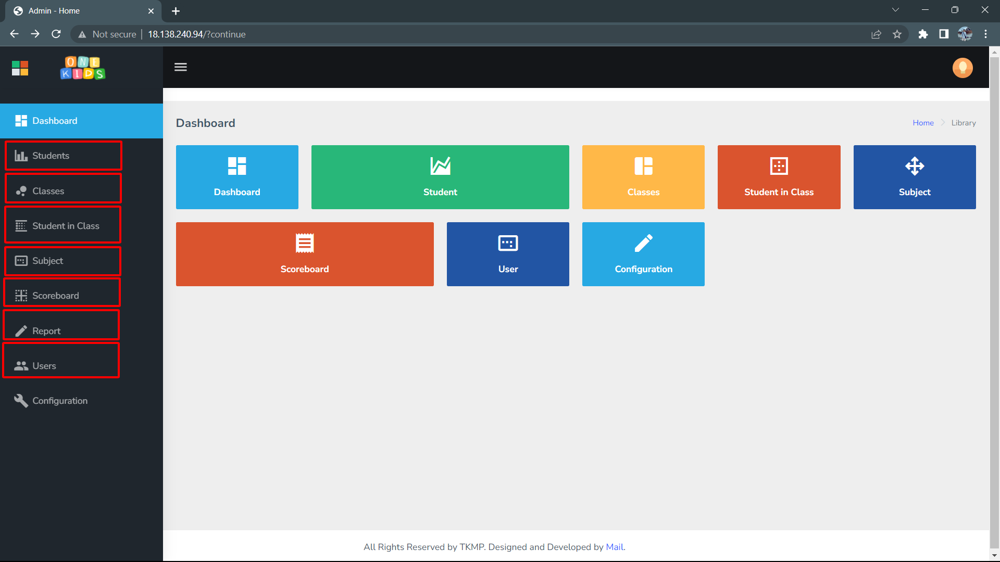 Admin - Home
Not secure | 18.138.240.94/?continue
ONE
KIDS
Dashboard
Students
Classes
Student in Class
Subject
Scoreboard
Report
Users
Configuration
Dashboard
Home > Library
Dashboard
Student
Classes
Student in Class
Subject
Scoreboard
User
Configuration
All Rights Reserved by TKMP. Designed and Developed by Mail.